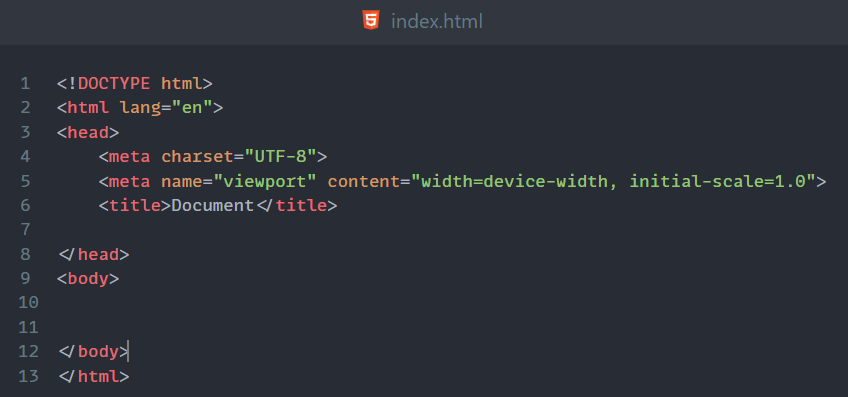 index.html
1 <!DOCTYPE html>
2 <html lang="en">
3 <head>
4     <meta charset="UTF-8">
5     <meta name="viewport" content="width=device-width, initial-scale=1.0">
6     <title>Document</title>
7
8 </head>
9 <body>
10
11
12 </body>
13 </html>